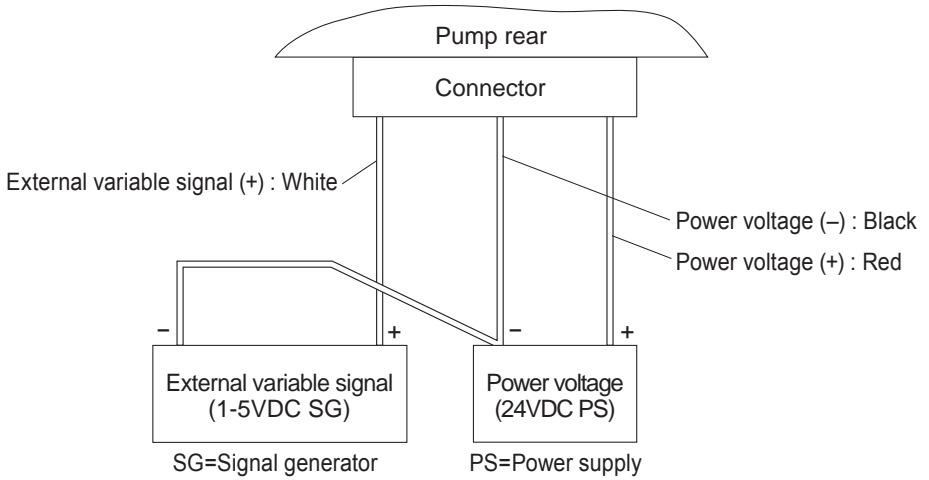 Pump rear
Connector
External variable signal (+) : White
Power voltage (–) : Black
Power voltage (+) : Red
– + – +
External variable signal
(1-5VDC SG)
Power voltage
(24VDC PS)
SG=Signal generator
PS=Power supply